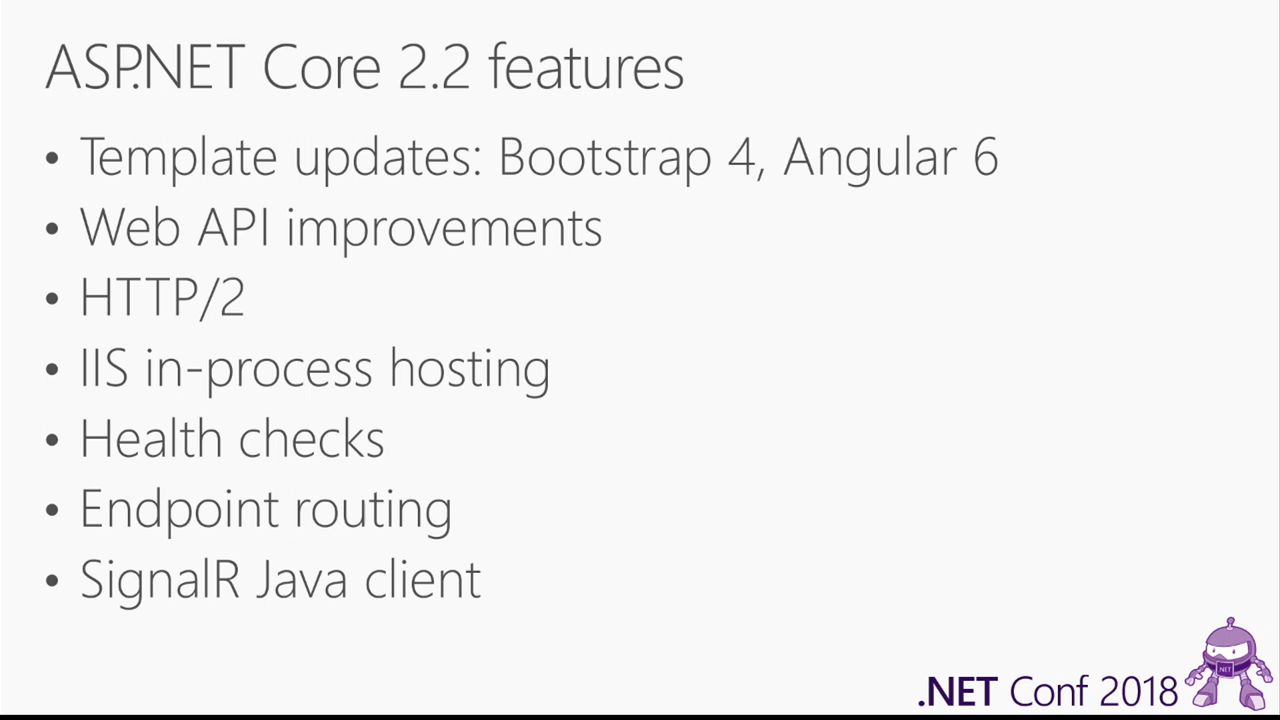 ASP.NET Core 2.2 features
• Template updates: Bootstrap 4, Angular 6
• Web API improvements
• HTTP/2
• IIS in-process hosting
• Health checks
• Endpoint routing
• SignalR Java client
.NET
.NET Conf 2018